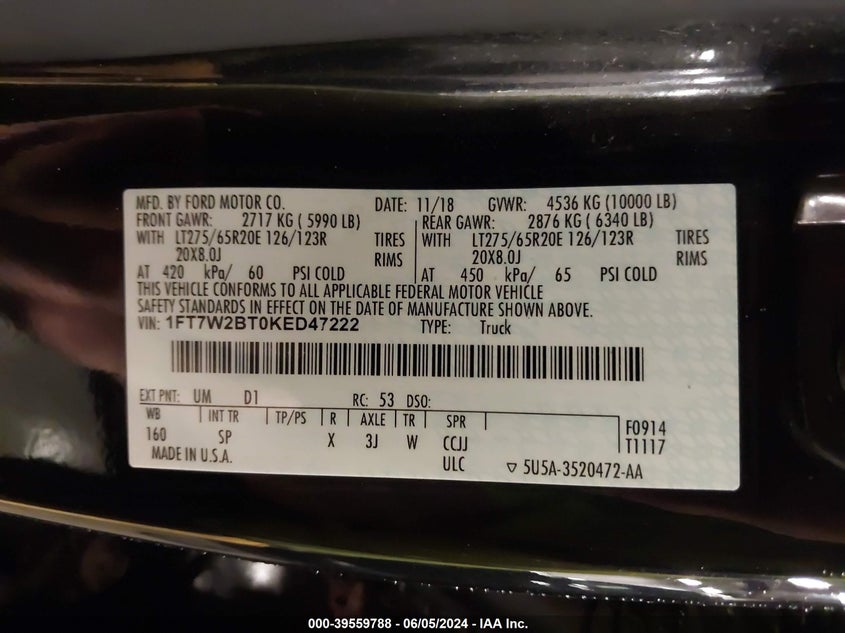 MFD. BY FORD MOTOR CO. DATE: 11/18 GVWR: 4536 KG (10000 LB)
FRONT GAWR: 2717 KG ( 5990 LB) REAR GAWR: 2876 KG ( 6340 LB)
WITH LT275/65R20E 126/123R TIRES WITH LT275/65R20E 126/123R TIRES
20X8.0J RIMS 20X8.0J RIMS
AT 420 kPa/ 60 PSI COLD AT 450 kPa/ 65 PSI COLD
THIS VEHICLE CONFORMS TO ALL APPLICABLE FEDERAL MOTOR VEHICLE
SAFETY STANDARDS IN EFFECT ON THE DATE OF MANUFACTURE SHOWN ABOVE.
VIN: 1FT7W2BT0KED47222 TYPE: Truck
EXT PNT: UM D1 RC: 53 DSO:
WB INT TR TP/PS R AXLE TR SPR F0914
160 SP X 3J W CCJJ T1117
MADE IN U.S.A. ULC ▽ 5U5A-3520472-AA
000-39559788 - 06/05/2024 - IAA Inc.